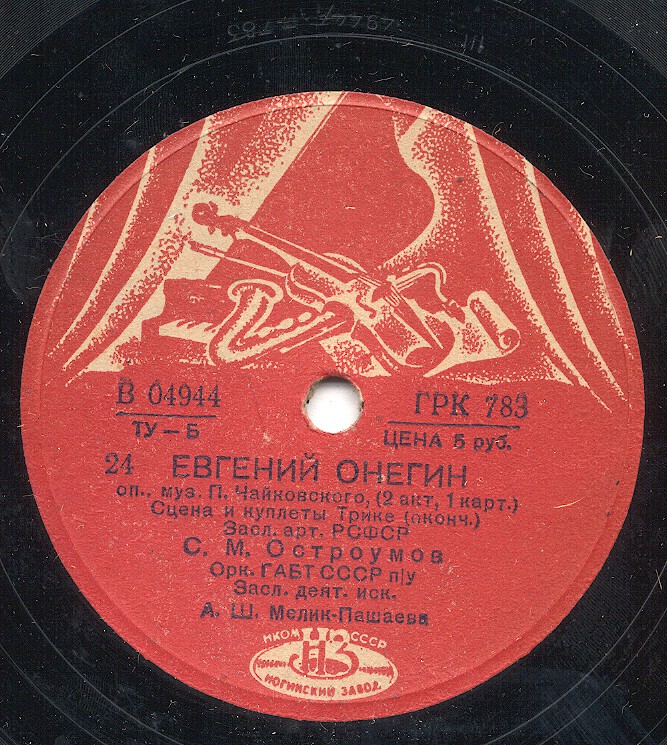 В 04944
ГРК 783
ТУ — Б
ЦЕНА 5 руб.
24 ЕВГЕНИЙ ОНЕГИН
оп., муз. П. Чайковского, (2 акт, 1 карт.)
Сцена и куплеты Трике (оконч.)
Засл. арт. РСФСР
С. М. Остроумов
Орк. ГАБТ СССР п/у
Засл. деят. иск.
А. Ш. Мелик-Пашаева
НКОМ СССР
НЗ
НОГИНСКИЙ ЗАВОД